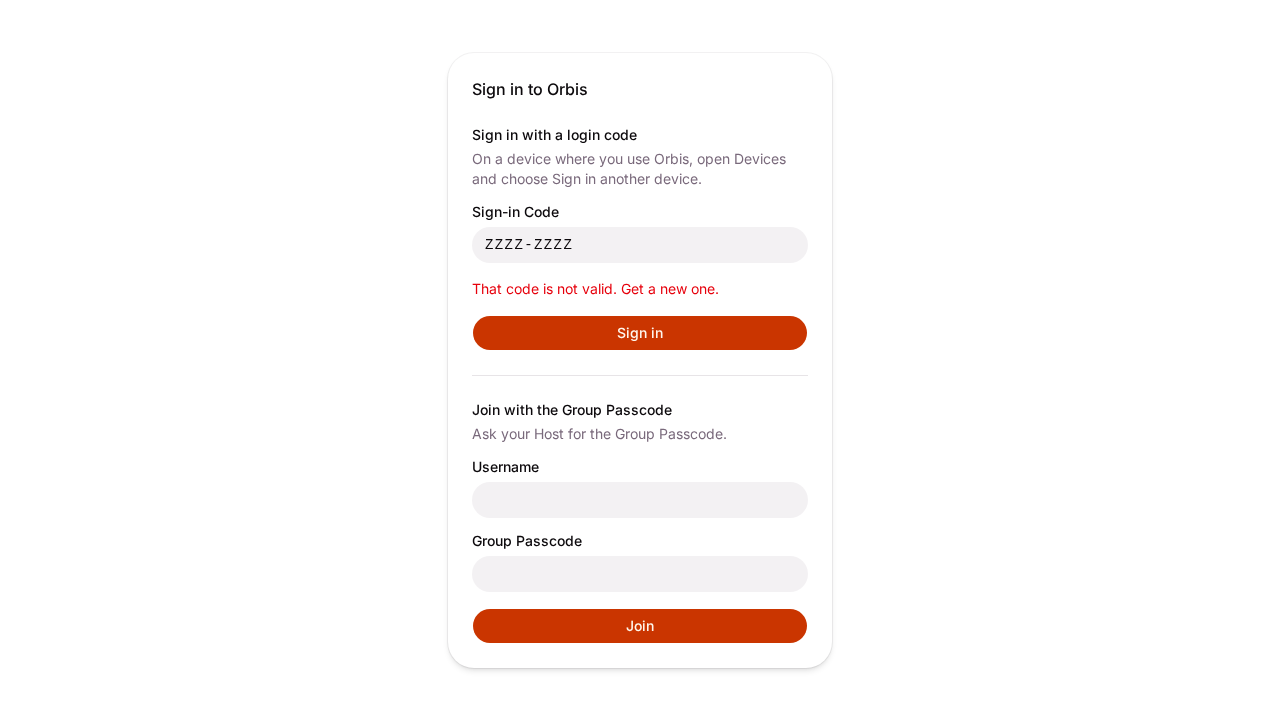 Sign in to Orbis
Sign in with a login code
On a device where you use Orbis, open Devices
and choose Sign in another device.
Sign-in Code
ZZZZ-ZZZZ
That code is not valid. Get a new one.
Sign in
Join with the Group Passcode
Ask your Host for the Group Passcode.
Username
Group Passcode
Join